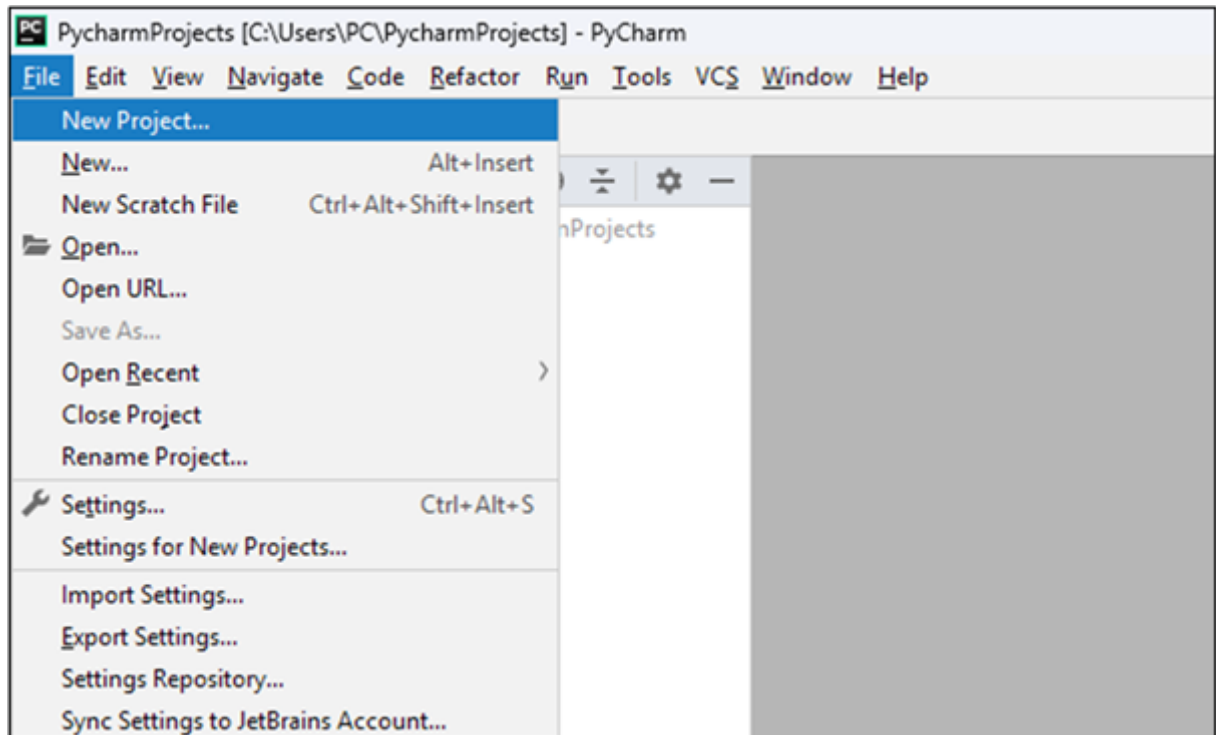 PC PycharmProjects [C:\Users\PC\PycharmProjects] - PyCharm
File Edit View Navigate Code Refactor Run Tools VCS Window Help
New Project...
New... Alt+Insert
New Scratch File Ctrl+Alt+Shift+Insert
mProjects
Open...
Open URL...
Save As...
Open Recent
Close Project
Rename Project...
Settings... Ctrl+Alt+S
Settings for New Projects...
Import Settings...
Export Settings...
Settings Repository...
Sync Settings to JetBrains Account...